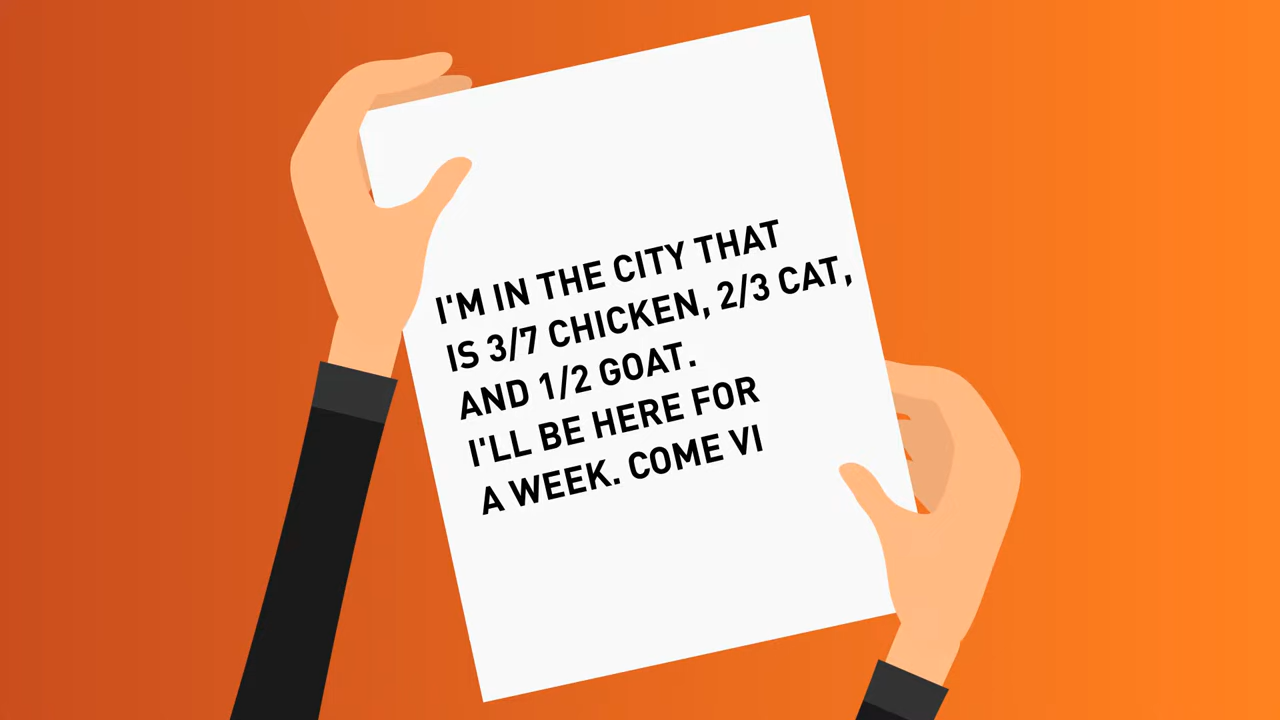 I'M IN THE CITY THAT
IS 3/7 CHICKEN, 2/3 CAT,
AND 1/2 GOAT.
I'LL BE HERE FOR
A WEEK. COME VI